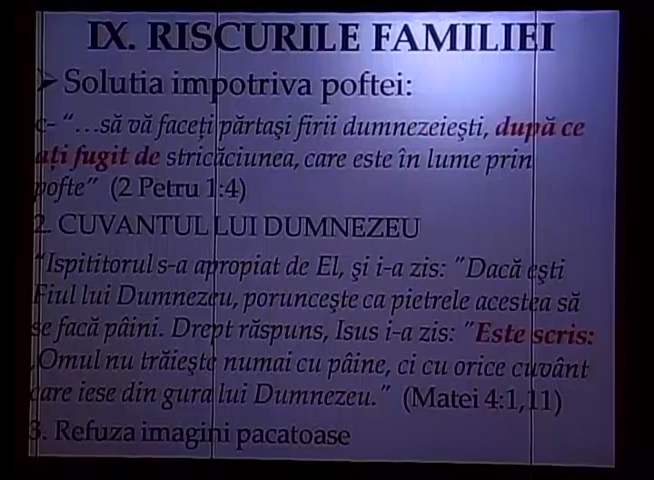 IX. RISCURILE FAMILIEI
➢ Solutia impotriva poftei:
c- “…să vă faceţi părtaşi firii dumnezeieşti, după ce
aţi fugit de stricăciunea, care este în lume prin
pofte” (2 Petru 1:4)
2. CUVANTUL LUI DUMNEZEU
“Ispititorul s-a apropiat de El, şi i-a zis: "Dacă eşti
Fiul lui Dumnezeu, porunceşte ca pietrele acestea să
se facă pâini. Drept răspuns, Isus i-a zis: "Este scris:
‚Omul nu trăieşte numai cu pâine, ci cu orice cuvânt
care iese din gura lui Dumnezeu.” (Matei 4:1,11)
3. Refuza imagini pacatoase